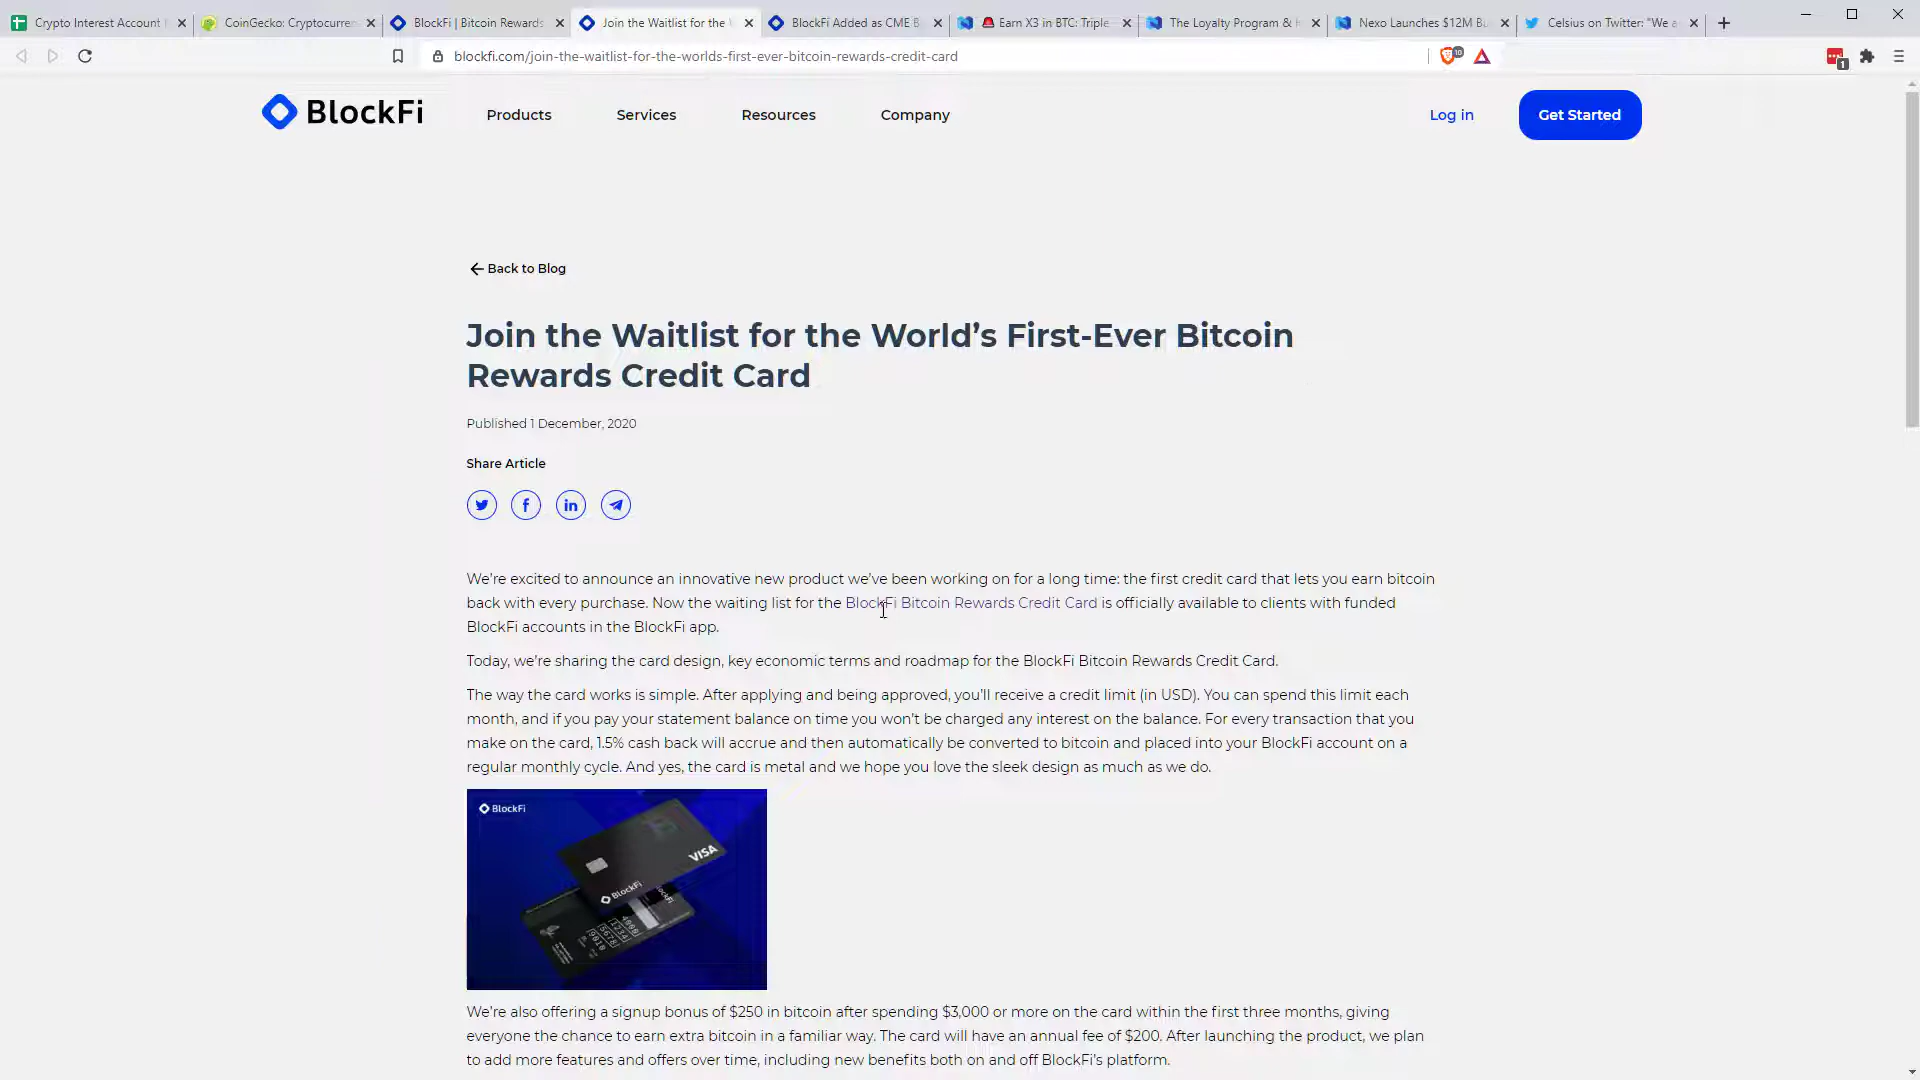 Crypto Interest Account
CoinGecko: Cryptocurren
BlockFi | Bitcoin Rewards
Join the Waitlist for the
BlockFi Added as CME B
Earn X3 in BTC: Triple
The Loyalty Program &
Nexo Launches $12M Bu
Celsius on Twitter: "We a
blockfi.com/join-the-waitlist-for-the-worlds-first-ever-bitcoin-rewards-credit-card
10
1
BlockFi
Products
Services
Resources
Company
Log in
Get Started
Back to Blog
Join the Waitlist for the World’s First-Ever Bitcoin
Rewards Credit Card
Published 1 December, 2020
Share Article
We’re excited to announce an innovative new product we’ve been working on for a long time: the first credit card that lets you earn bitcoin
back with every purchase. Now the waiting list for the BlockFi Bitcoin Rewards Credit Card is officially available to clients with funded
BlockFi accounts in the BlockFi app.
Today, we’re sharing the card design, key economic terms and roadmap for the BlockFi Bitcoin Rewards Credit Card.
The way the card works is simple. After applying and being approved, you’ll receive a credit limit (in USD). You can spend this limit each
month, and if you pay your statement balance on time you won’t be charged any interest on the balance. For every transaction that you
make on the card, 1.5% cash back will accrue and then automatically be converted to bitcoin and placed into your BlockFi account on a
regular monthly cycle. And yes, the card is metal and we hope you love the sleek design as much as we do.
BlockFi
VISA
BlockFi
BlockFi
4000
1234
5678
9010
We’re also offering a signup bonus of $250 in bitcoin after spending $3,000 or more on the card within the first three months, giving
everyone the chance to earn extra bitcoin in a familiar way. The card will have an annual fee of $200. After launching the product, we plan
to add more features and offers over time, including new benefits both on and off BlockFi’s platform.